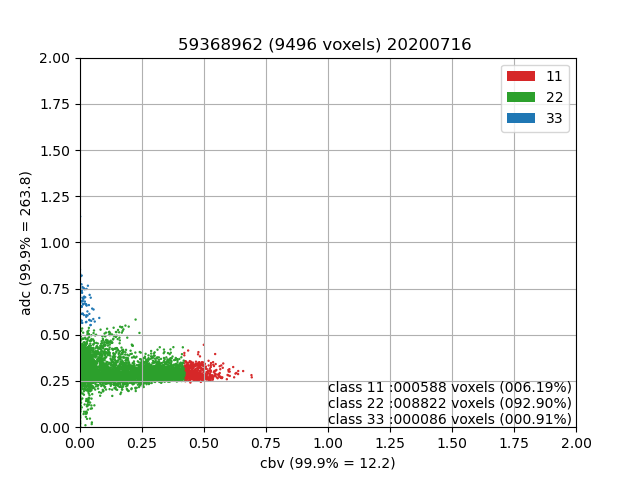 59368962 (9496 voxels) 20200716
2.00
1.75
1.50
1.25
1.00
0.75
0.50
0.25
0.00
adc (99.9% = 263.8)
11
22
33
class 11 :000588 voxels (006.19%)
class 22 :008822 voxels (092.90%)
class 33 :000086 voxels (000.91%)
0.00 0.25 0.50 0.75 1.00 1.25 1.50 1.75 2.00
cbv (99.9% = 12.2)